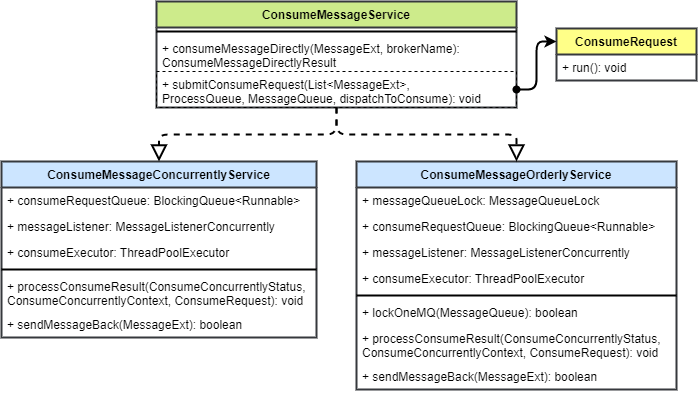 ConsumeMessageService
+ consumeMessageDirectly(MessageExt, brokerName):
ConsumeMessageDirectlyResult
+ submitConsumeRequest(List<MessageExt>,
ProcessQueue, MessageQueue, dispatchToConsume): void
ConsumeRequest
+ run(): void
ConsumeMessageConcurrentlyService
+ consumeRequestQueue: BlockingQueue<Runnable>
+ messageListener: MessageListenerConcurrently
+ consumeExecutor: ThreadPoolExecutor
+ processConsumeResult(ConsumeConcurrentlyStatus,
ConsumeConcurrentlyContext, ConsumeRequest): void
+ sendMessageBack(MessageExt): boolean
ConsumeMessageOrderlyService
+ messageQueueLock: MessageQueueLock
+ consumeRequestQueue: BlockingQueue<Runnable>
+ messageListener: MessageListenerConcurrently
+ consumeExecutor: ThreadPoolExecutor
+ lockOneMQ(MessageQueue): boolean
+ processConsumeResult(ConsumeConcurrentlyStatus,
ConsumeConcurrentlyContext, ConsumeRequest): void
+ sendMessageBack(MessageExt): boolean